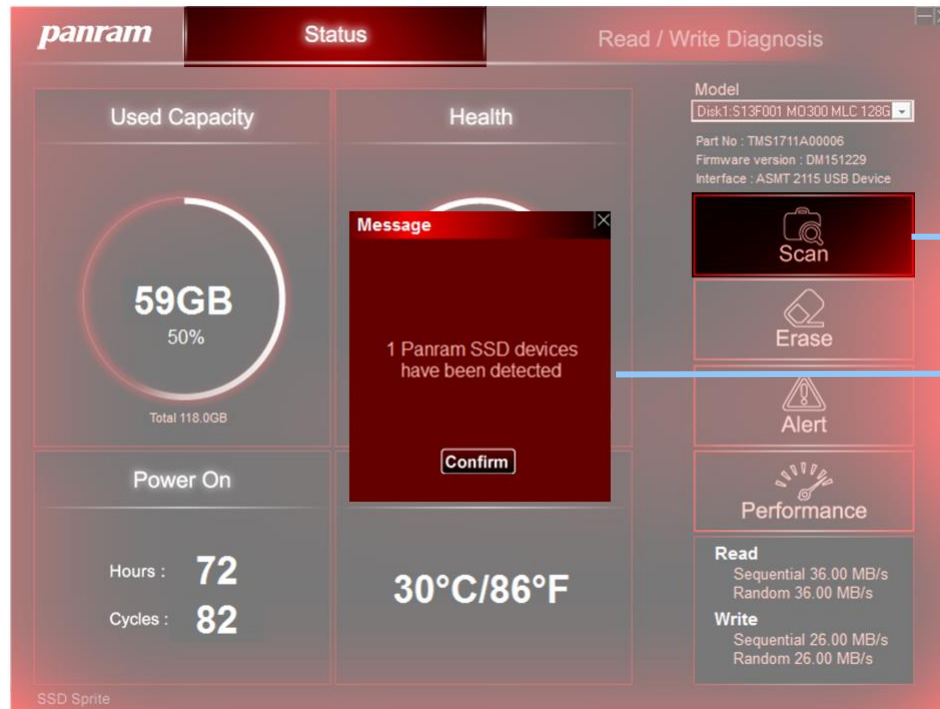 panram
Status
Read / Write Diagnosis
Used Capacity
59GB
50%
Total 118.0GB
Health
Message
1 Panram SSD devices
have been detected
Confirm
Power On
Hours : 72
Cycles : 82
30°C/86°F
Model
Disk1:S13F001 MO300 MLC 128G
Part No : TMS1711A00006
Firmware version : DM151229
Interface : ASMT 2115 USB Device
Scan
Erase
Alert
Performance
Read
Sequential 36.00 MB/s
Random 36.00 MB/s
Write
Sequential 26.00 MB/s
Random 26.00 MB/s
SSD Sprite